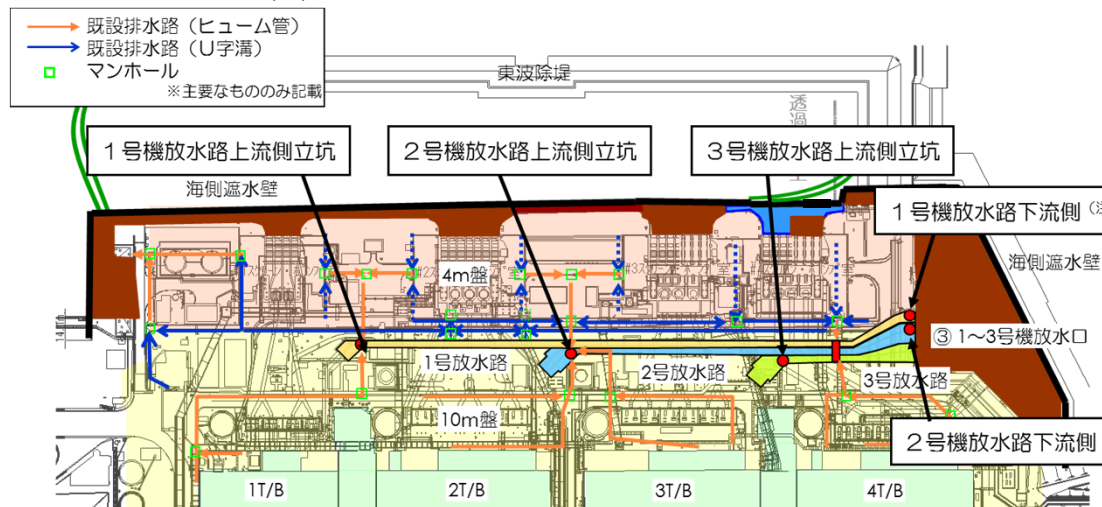 既設排水路（ヒューム管）
既設排水路（Ｕ字溝）
マンホール
※主要なもののみ記載
東波除堤
１号機放水路上流側立坑
２号機放水路上流側立坑
３号機放水路上流側立坑
海側遮水壁
１号機放水路下流側
海側遮水壁
4m盤
③ 1～3号機放水口
1号放水路
2号放水路
3号放水路
10m盤
２号機放水路下流側
1T/B
2T/B
3T/B
4T/B